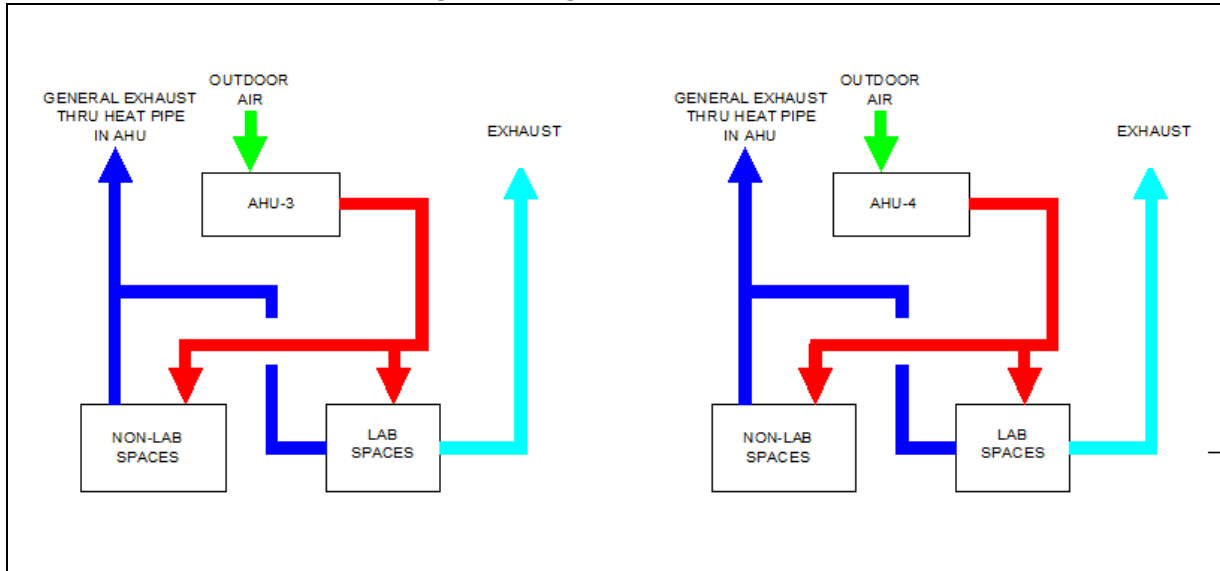 GENERAL EXHAUST
THRU HEAT PIPE
IN AHU
OUTDOOR
AIR
EXHAUST
AHU-3
NON-LAB
SPACES
LAB
SPACES
GENERAL EXHAUST
THRU HEAT PIPE
IN AHU
OUTDOOR
AIR
EXHAUST
AHU-4
NON-LAB
SPACES
LAB
SPACES